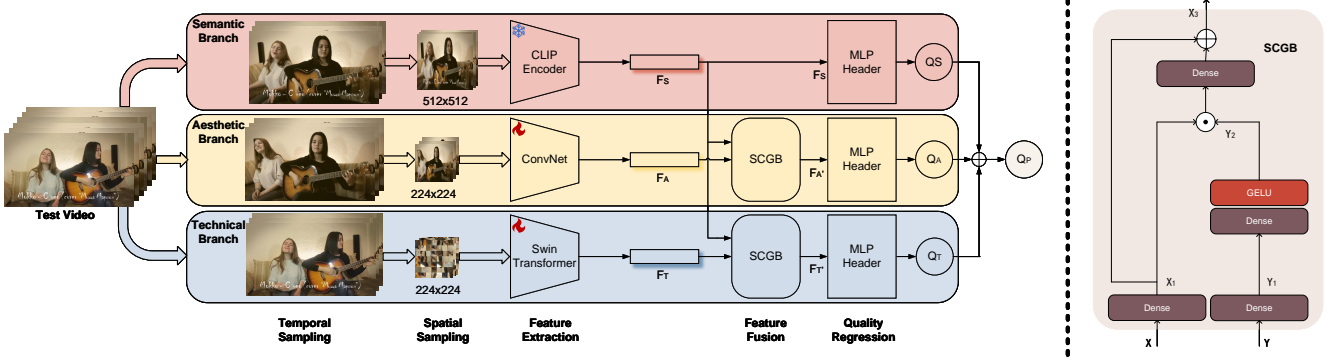 Semantic
Branch
512x512
CLIP
Encoder
FS
FS
MLP
Header
QS
Test Video
Aesthetic
Branch
224x224
ConvNet
FA
SCGB
FA'
MLP
Header
QA
QP
Technical
Branch
224x224
Swin
Transformer
FT
SCGB
FT'
MLP
Header
QT
Temporal
Sampling
Spatial
Sampling
Feature
Extraction
Feature
Fusion
Quality
Regression
X3
SCGB
Dense
Y2
GELU
Dense
X1
Y1
Dense
Dense
X
Y